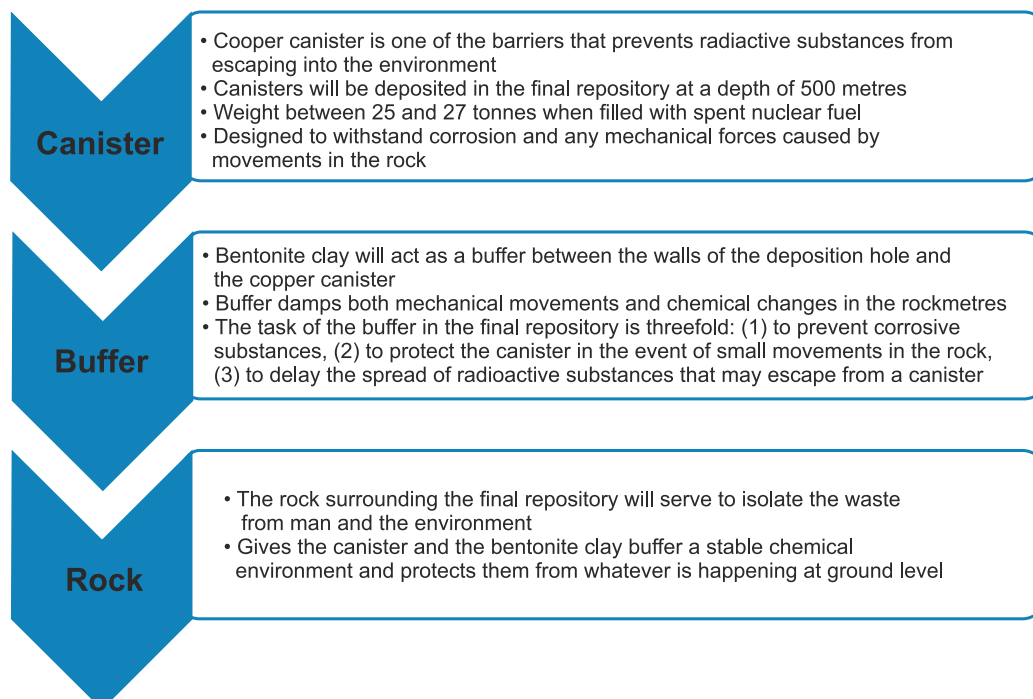 Canister
• Cooper canister is one of the barriers that prevents radiactive substances from
escaping into the environment
• Canisters will be deposited in the final repository at a depth of 500 metres
• Weight between 25 and 27 tonnes when filled with spent nuclear fuel
• Designed to withstand corrosion and any mechanical forces caused by
movements in the rock
Buffer
• Bentonite clay will act as a buffer between the walls of the deposition hole and
the copper canister
• Buffer damps both mechanical movements and chemical changes in the rockmetres
• The task of the buffer in the final repository is threefold: (1) to prevent corrosive
substances, (2) to protect the canister in the event of small movements in the rock,
(3) to delay the spread of radioactive substances that may escape from a canister
Rock
• The rock surrounding the final repository will serve to isolate the waste
from man and the environment
• Gives the canister and the bentonite clay buffer a stable chemical
environment and protects them from whatever is happening at ground level